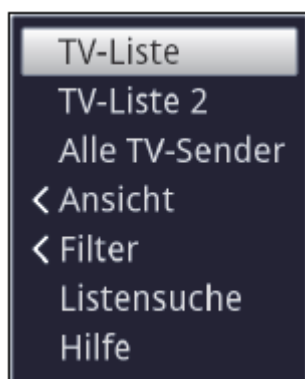 TV-Liste
TV-Liste 2
Alle TV-Sender
< Ansicht
< Filter
Listensuche
Hilfe